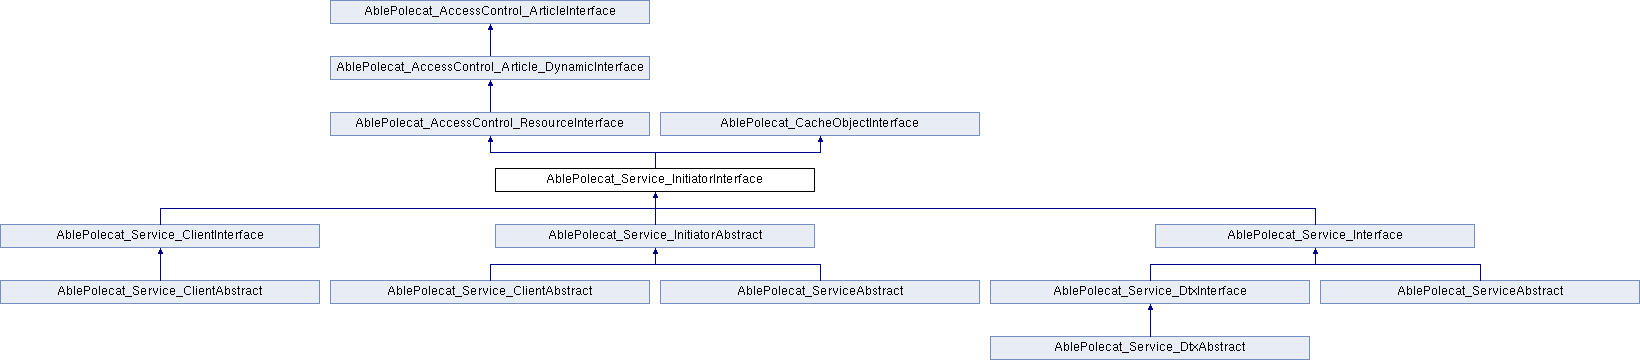 AblePolecat_AccessControl_ArticleInterface
AblePolecat_AccessControl_Article_DynamicInterface
AblePolecat_AccessControl_ResourceInterface
AblePolecat_CacheObjectInterface
AblePolecat_Service_InitiatorInterface
AblePolecat_Service_ClientInterface
AblePolecat_Service_InitiatorAbstract
AblePolecat_Service_Interface
AblePolecat_Service_ClientAbstract
AblePolecat_Service_ClientAbstract
AblePolecat_ServiceAbstract
AblePolecat_Service_DtxInterface
AblePolecat_ServiceAbstract
AblePolecat_Service_DtxAbstract